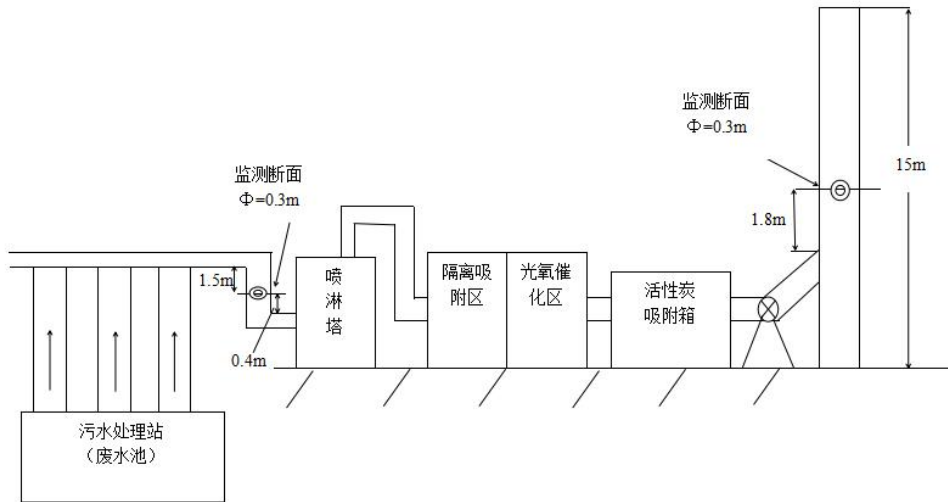 监测断面
Φ=0.3m
15m
1.8m
监测断面
Φ=0.3m
1.5m
0.4m
喷
淋
塔
隔离吸
附区
光氧催
化区
活性炭
吸附箱
污水处理站
（废水池）